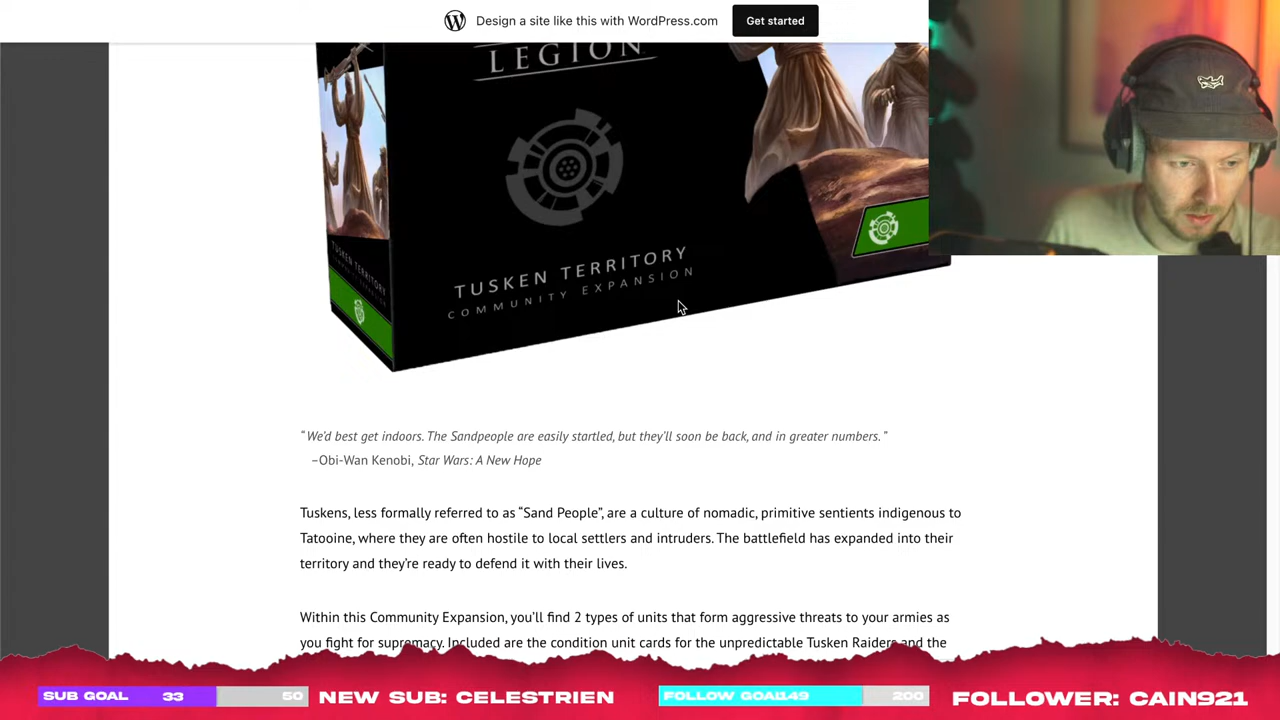 Design a site like this with WordPress.com
Get started
LEGION
TUSKEN TERRITORY
COMMUNITY EXPANSION
TUSKEN TERRITORY
“ We’d best get indoors. The Sandpeople are easily startled, but they’ll soon be back, and in greater numbers. ”
–Obi-Wan Kenobi, Star Wars: A New Hope
Tuskens, less formally referred to as “Sand People”, are a culture of nomadic, primitive sentients indigenous to
Tatooine, where they are often hostile to local settlers and intruders. The battlefield has expanded into their
territory and they’re ready to defend it with their lives.
Within this Community Expansion, you’ll find 2 types of units that form aggressive threats to your armies as
you fight for supremacy. Included are the condition unit cards for the unpredictable Tusken Raiders and the
SUB GOAL 33 50
NEW SUB: CELESTRIEN
FOLLOW GOAL 149 200
FOLLOWER: CAIN921